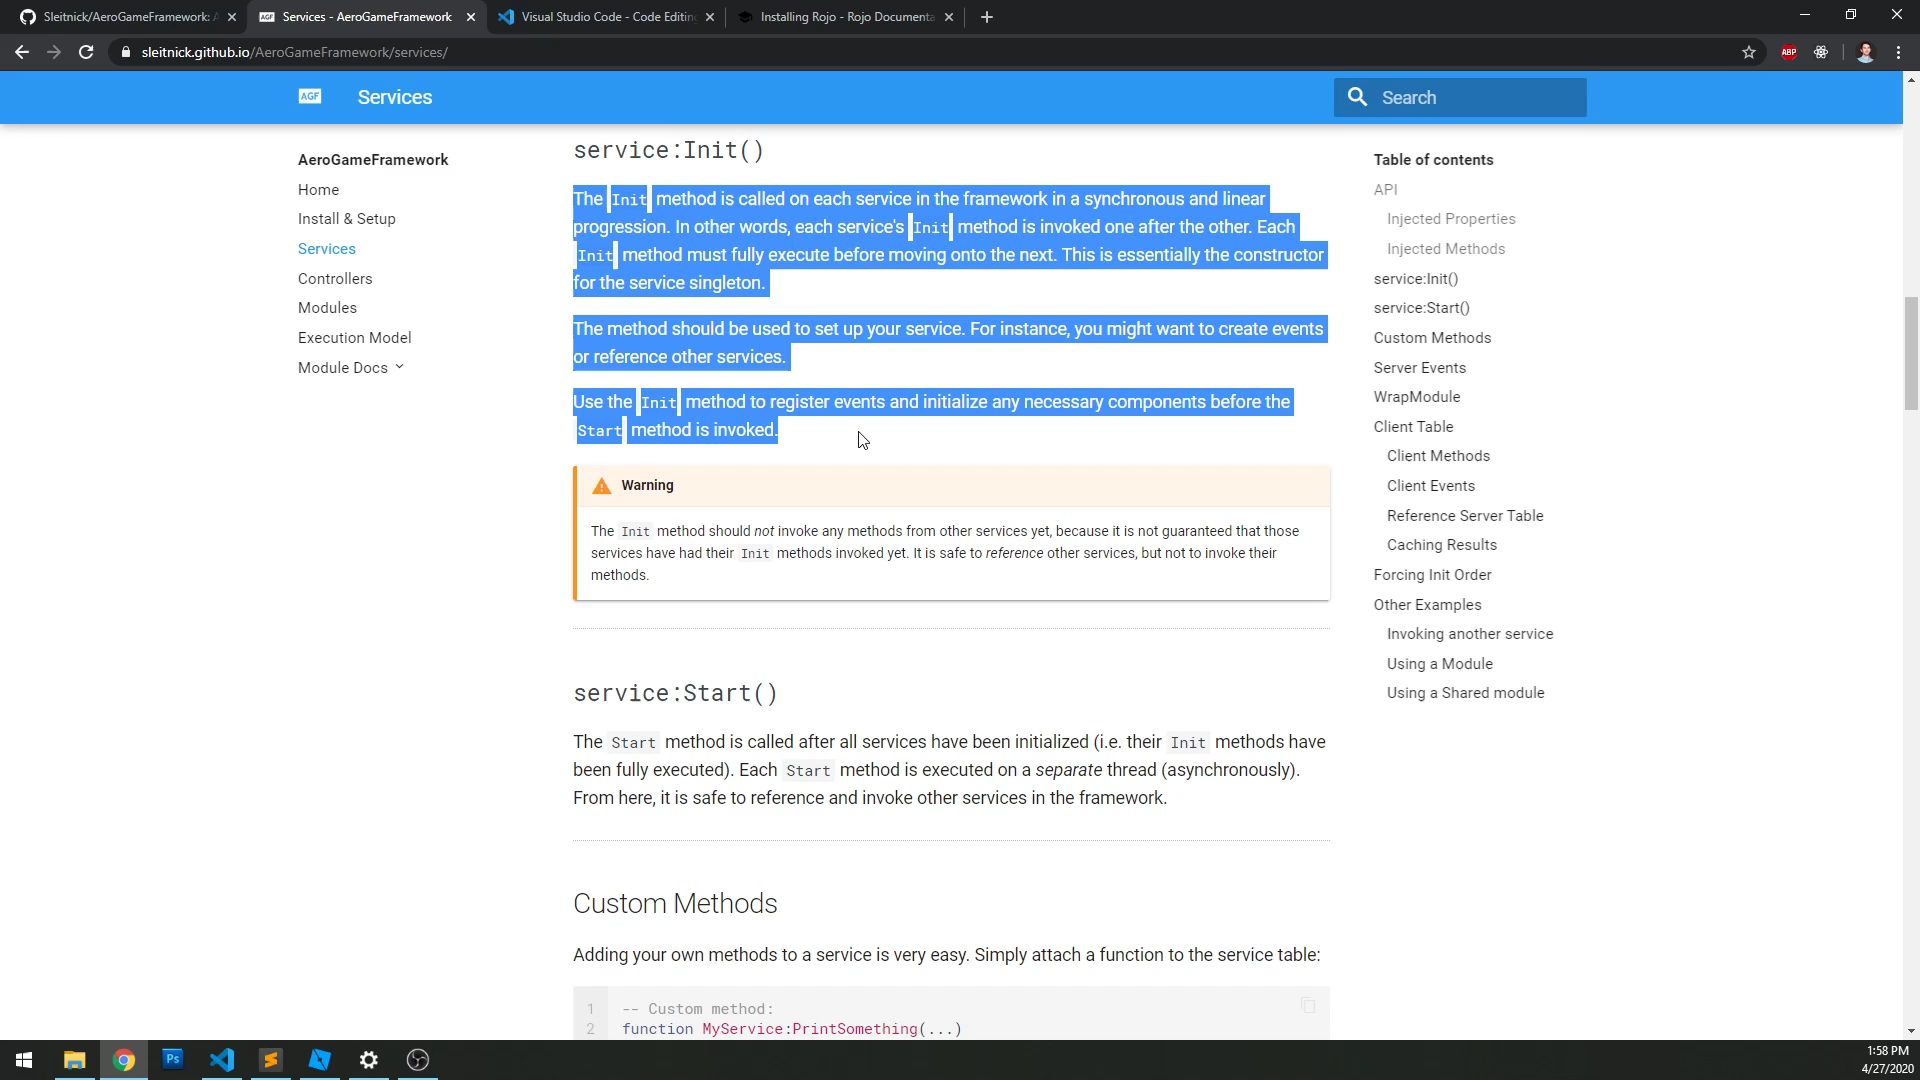 Sleitnick/AeroGameFramework: A
Services - AeroGameFramework
Visual Studio Code - Code Editing
Installing Rojo - Rojo Documenta
sleitnick.github.io/AeroGameFramework/services/
ABP
AGF
Services
Search
AeroGameFramework
Home
Install & Setup
Services
Controllers
Modules
Execution Model
Module Docs
service:Init()
The Init method is called on each service in the framework in a synchronous and linear
progression. In other words, each service's Init method is invoked one after the other. Each
Init method must fully execute before moving onto the next. This is essentially the constructor
for the service singleton.
The method should be used to set up your service. For instance, you might want to create events
or reference other services.
Use the Init method to register events and initialize any necessary components before the
Start method is invoked.
Warning
The Init method should not invoke any methods from other services yet, because it is not guaranteed that those
services have had their Init methods invoked yet. It is safe to reference other services, but not to invoke their
methods.
service:Start()
The Start method is called after all services have been initialized (i.e. their Init methods have
been fully executed). Each Start method is executed on a separate thread (asynchronously).
From here, it is safe to reference and invoke other services in the framework.
Custom Methods
Adding your own methods to a service is very easy. Simply attach a function to the service table:
1 -- Custom method:
2 function MyService:PrintSomething(...)
Table of contents
API
Injected Properties
Injected Methods
service:Init()
service:Start()
Custom Methods
Server Events
WrapModule
Client Table
Client Methods
Client Events
Reference Server Table
Caching Results
Forcing Init Order
Other Examples
Invoking another service
Using a Module
Using a Shared module
Ps
1:58 PM
4/27/2020